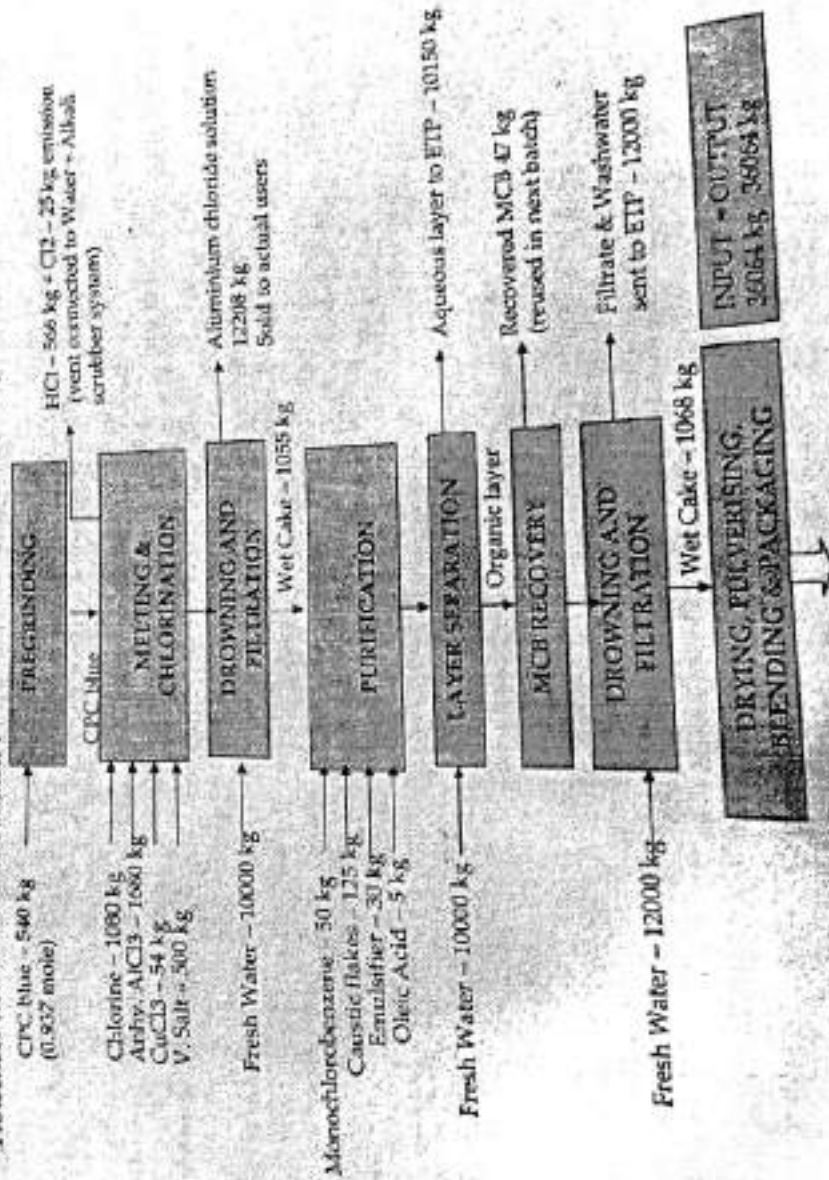 PREGRINDING
CPC blue – 540 kg
(0.937 mole)
HCl – 566 kg + Cl2 – 25 kg emission
(vent connected to Water + Alkali
scrubber system)
CPC blue
Chlorine – 1080 kg
Anhy. AlCl3 – 1680 kg
CuCl3 – 54 kg
V. Salt – 500 kg
MELTING &
CHLORINATION
Fresh Water – 10000 kg
DROWNING AND
FILTRATION
Aluminium chloride solution
12208 kg
Sold to actual users
Wet Cake – 1055 kg
Monochlorobenzene – 50 kg
Caustic flakes – 125 kg
Emulsifier – 30 kg
Oleic Acid – 5 kg
PURIFICATION
Fresh Water – 10000 kg
LAYER SEPARATION
Aqueous layer to ETP – 10150 kg
Organic layer
MCB RECOVERY
Recovered MCB 47 kg
(reused in next batch)
Fresh Water – 12000 kg
DROWNING AND
FILTRATION
Filtrate & Washwater
sent to ETP – 12000 kg
Wet Cake – 1068 kg
DRYING, PULVERISING,
BLENDING & PACKAGING
INPUT = OUTPUT
36064 kg 36064 kg